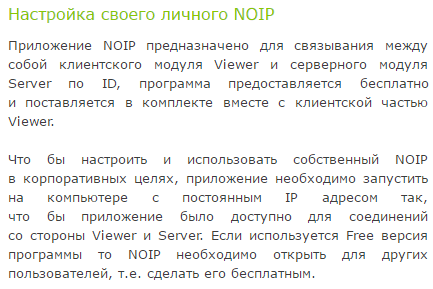 Настройка своего личного NOIP
Приложение NOIP предназначено для связывания между
собой клиентского модуля Viewer и серверного модуля
Server по ID, программа предоставляется бесплатно
и поставляется в комплекте вместе с клиентской частью
Viewer.
Что бы настроить и использовать собственный NOIP
в корпоративных целях, приложение необходимо запустить
на компьютере с постоянным IP адресом так,
что бы приложение было доступно для соединений
со стороны Viewer и Server. Если используется Free версия
программы то NOIP необходимо открыть для других
пользователей, т.е. сделать его бесплатным.